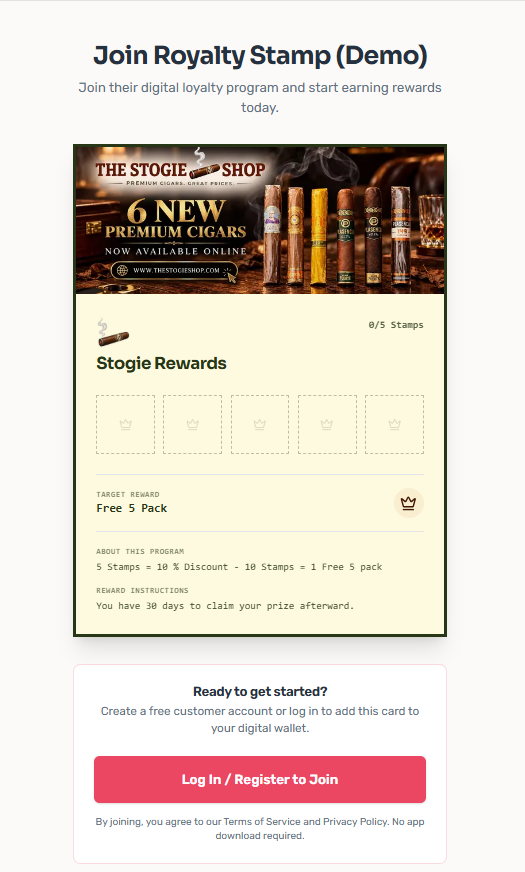 Join Royalty Stamp (Demo)
Join their digital loyalty program and start earning rewards
today.
THE STOGIE SHOP
PREMIUM CIGARS, GREAT PRICES
6 NEW
PREMIUM CIGARS
NOW AVAILABLE ONLINE
WWW.THESTOGIESHOP.COM
PLASENCIA
PLASENCIA
PLASENCIA
0/5 Stamps
Stogie Rewards
TARGET REWARD
Free 5 Pack
ABOUT THIS PROGRAM
5 Stamps = 10 % Discount - 10 Stamps = 1 Free 5 pack
REWARD INSTRUCTIONS
You have 30 days to claim your prize afterward.
Ready to get started?
Create a free customer account or log in to add this card to
your digital wallet.
Log In / Register to Join
By joining, you agree to our Terms of Service and Privacy Policy. No app
download required.